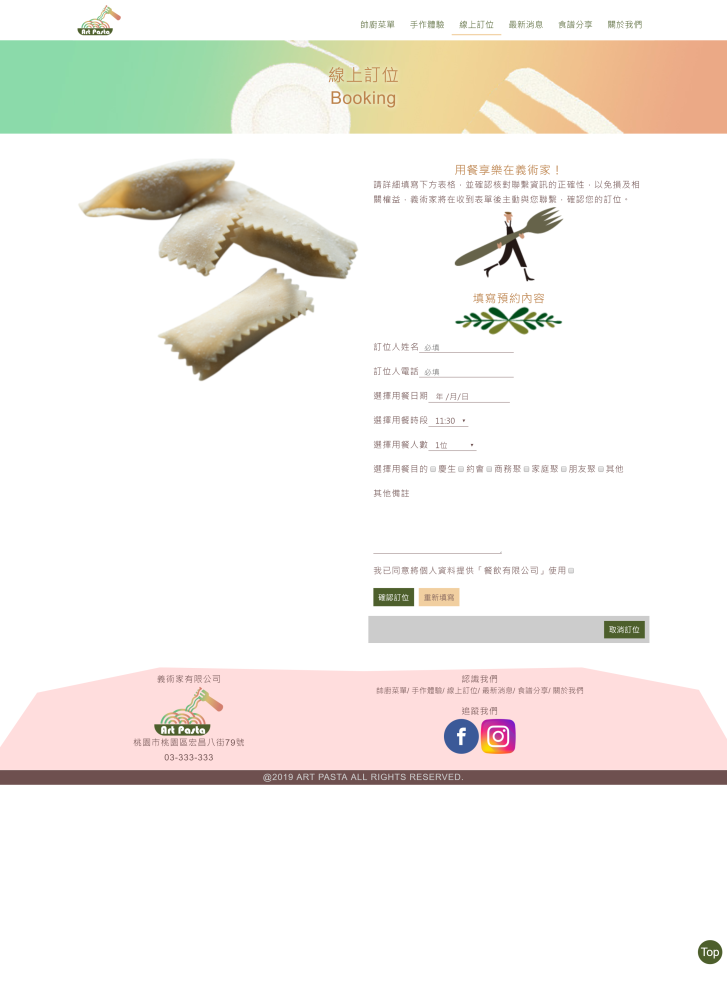 Art Pasta
帥廚菜單 手作體驗 線上訂位 最新消息 食譜分享 關於我們
線上訂位
Booking
用餐享樂在義術家！
請詳細填寫下方表格，並確認核對聯繫資訊的正確性，以免損及相
關權益，義術家將在收到表單後主動與您聯繫，確認您的訂位。
填寫預約內容
訂位人姓名 必填
訂位人電話 必填
選擇用餐日期 年 /月/日
選擇用餐時段 11:30
選擇用餐人數 1位
選擇用餐目的 慶生 約會 商務聚 家庭聚 朋友聚 其他
其他備註
我已同意將個人資料提供「餐飲有限公司」使用
確認訂位 重新填寫
取消訂位
義術家有限公司
Art Pasta
桃園市桃園區宏昌八街79號
03-333-333
認識我們
帥廚菜單/ 手作體驗/ 線上訂位/ 最新消息/ 食譜分享/ 關於我們
追蹤我們
@2019 ART PASTA ALL RIGHTS RESERVED.
Top